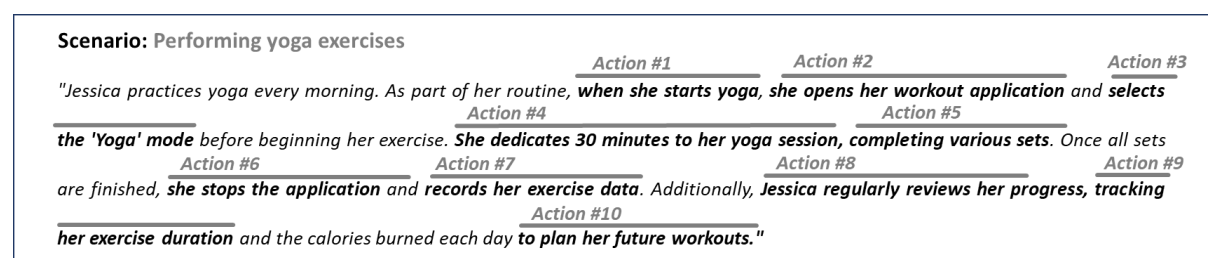 Scenario: Performing yoga exercises
Action #1 Action #2 Action #3
"Jessica practices yoga every morning. As part of her routine, when she starts yoga, she opens her workout application and selects
Action #4 Action #5
the 'Yoga' mode before beginning her exercise. She dedicates 30 minutes to her yoga session, completing various sets. Once all sets
Action #6 Action #7 Action #8 Action #9
are finished, she stops the application and records her exercise data. Additionally, Jessica regularly reviews her progress, tracking
Action #10
her exercise duration and the calories burned each day to plan her future workouts."